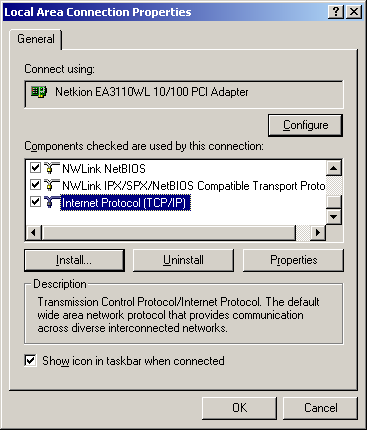 Local Area Connection Properties
General
Connect using:
Netkion EA3110WL 10/100 PCI Adapter
Configure
Components checked are used by this connection:
NWLink NetBIOS
NWLink IPX/SPX/NetBIOS Compatible Transport Proto
Internet Protocol (TCP/IP)
Install... Uninstall Properties
Description
Transmission Control Protocol/Internet Protocol. The default
wide area network protocol that provides communication
across diverse interconnected networks.
Show icon in taskbar when connected
OK Cancel